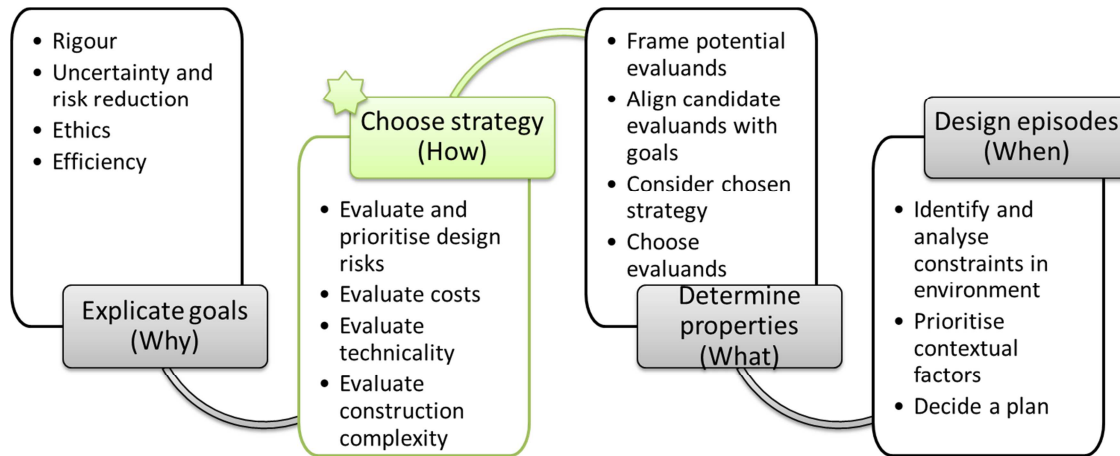 • Rigour
• Uncertainty and
risk reduction
• Ethics
• Efficiency
Explicate goals
(Why)
Choose strategy
(How)
• Evaluate and
prioritise design
risks
• Evaluate costs
• Evaluate
technicality
• Evaluate
construction
complexity
• Frame potential
evaluands
• Align candidate
evaluands with
goals
• Consider chosen
strategy
• Choose
evaluands
Determine
properties
(What)
Design episodes
(When)
• Identify and
analyse
constraints in
environment
• Prioritise
contextual
factors
• Decide a plan